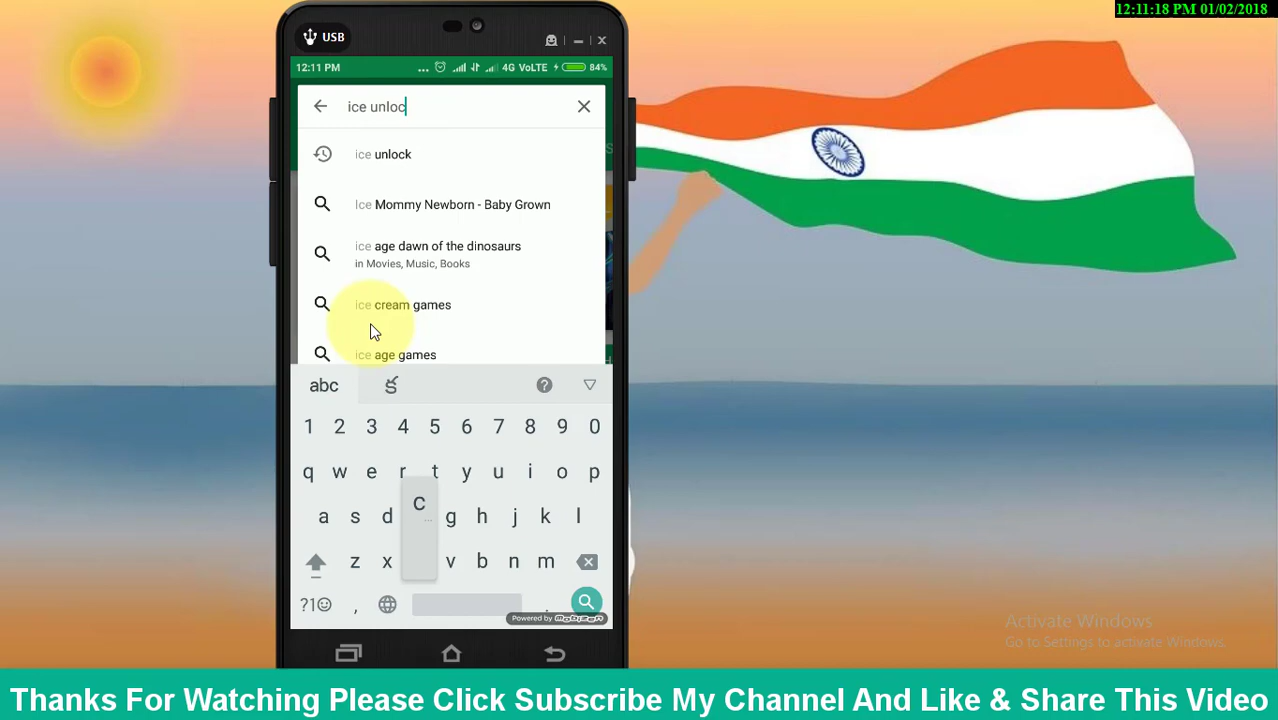 12:11:18 PM 01/02/2018
USB
12:11 PM
... 4G VoLTE 84%
ice unloc
ice unlock
Ice Mommy Newborn - Baby Grown
ice age dawn of the dinosaurs
in Movies, Music, Books
ice cream games
ice age games
abc క ?
1 2 3 4 5 6 7 8 9 0
q w e r t y u i o p
c
a s d g h j k l
z x v b n m
?1☺ , .
Powered by mobizen
Activate Windows
Go to Settings to activate Windows.
Thanks For Watching Please Click Subscribe My Channel And Like & Share This Video